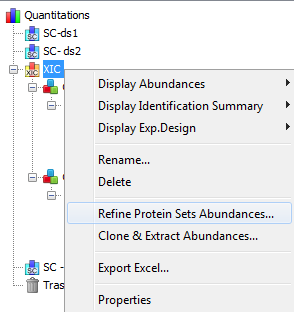 Quantitations
SC-ds1
SC- ds2
XIC
Display Abundances
Display Identification Summary
Display Exp.Design
Rename...
Delete
Refine Protein Sets Abundances...
Clone & Extract Abundances...
SC -
Export Excel...
Tras
Properties